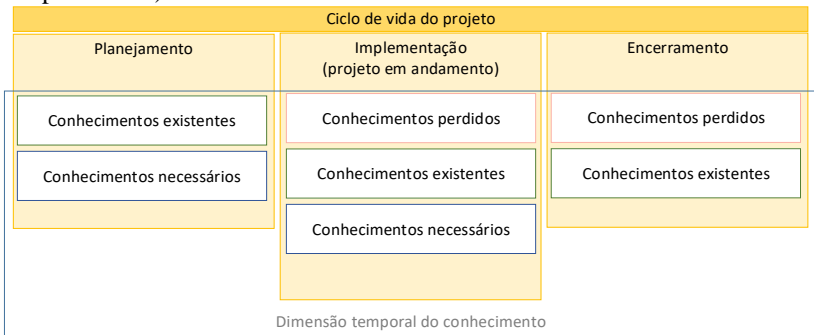 Ciclo de vida do projeto
Planejamento
Implementação
(projeto em andamento)
Encerramento
Conhecimentos existentes
Conhecimentos necessários
Conhecimentos perdidos
Conhecimentos existentes
Conhecimentos necessários
Conhecimentos perdidos
Conhecimentos existentes
Dimensão temporal do conhecimento